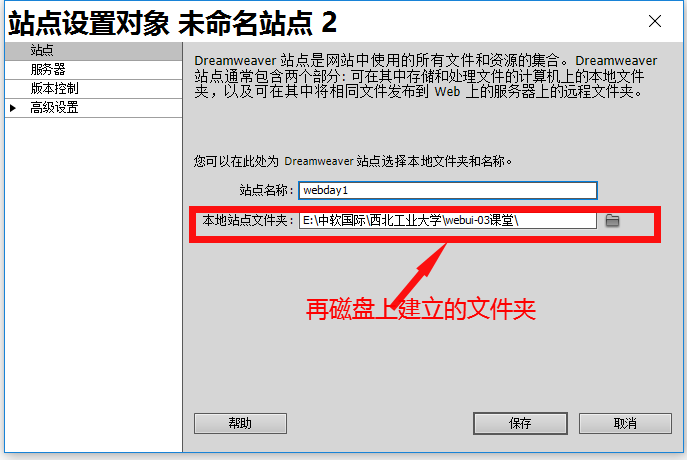 站点设置对象 未命名站点 2
站点
服务器
版本控制
高级设置
Dreamweaver 站点是网站中使用的所有文件和资源的集合。Dreamweaver
站点通常包含两个部分：可在其中存储和处理文件的计算机上的本地文件
夹，以及可在其中将相同文件发布到 Web 上的服务器上的远程文件夹。
您可以在此处为 Dreamweaver 站点选择本地文件夹和名称。
站点名称： webday1
本地站点文件夹： E:\中软国际\西北工业大学\webui-03课堂\
再磁盘上建立的文件夹
帮助 保存 取消